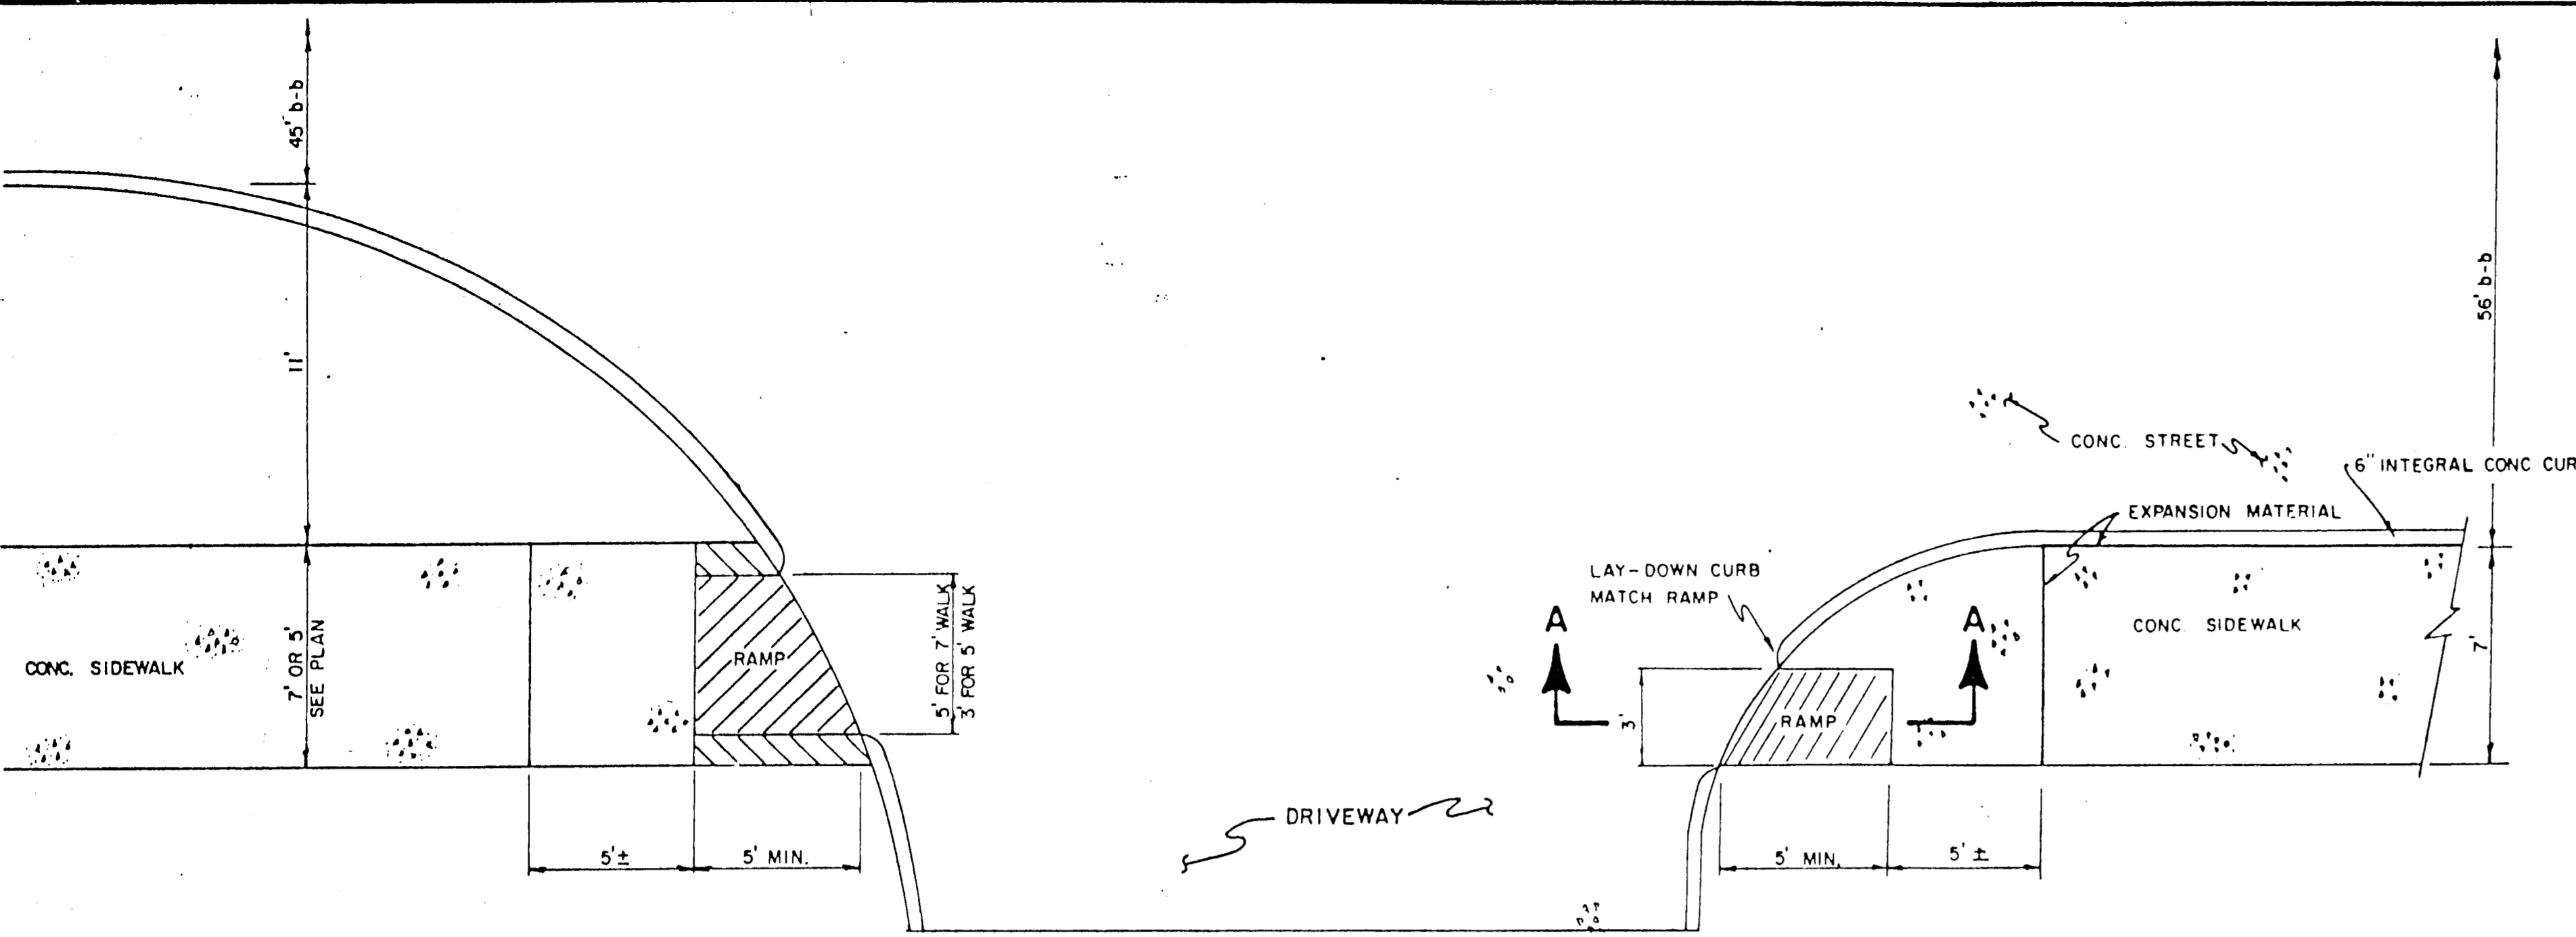 45' b-b
11'
7' OR 5'
SEE PLAN
CONC. SIDEWALK
RAMP
5' FOR 7' WALK
3' FOR 5' WALK
5'±
5' MIN.
DRIVEWAY
LAY-DOWN CURB
MATCH RAMP
A
A
3'
RAMP
5' MIN.
5' ±
CONC. STREET
6" INTEGRAL CONC CUR
EXPANSION MATERIAL
CONC. SIDEWALK
56' b-b
7'